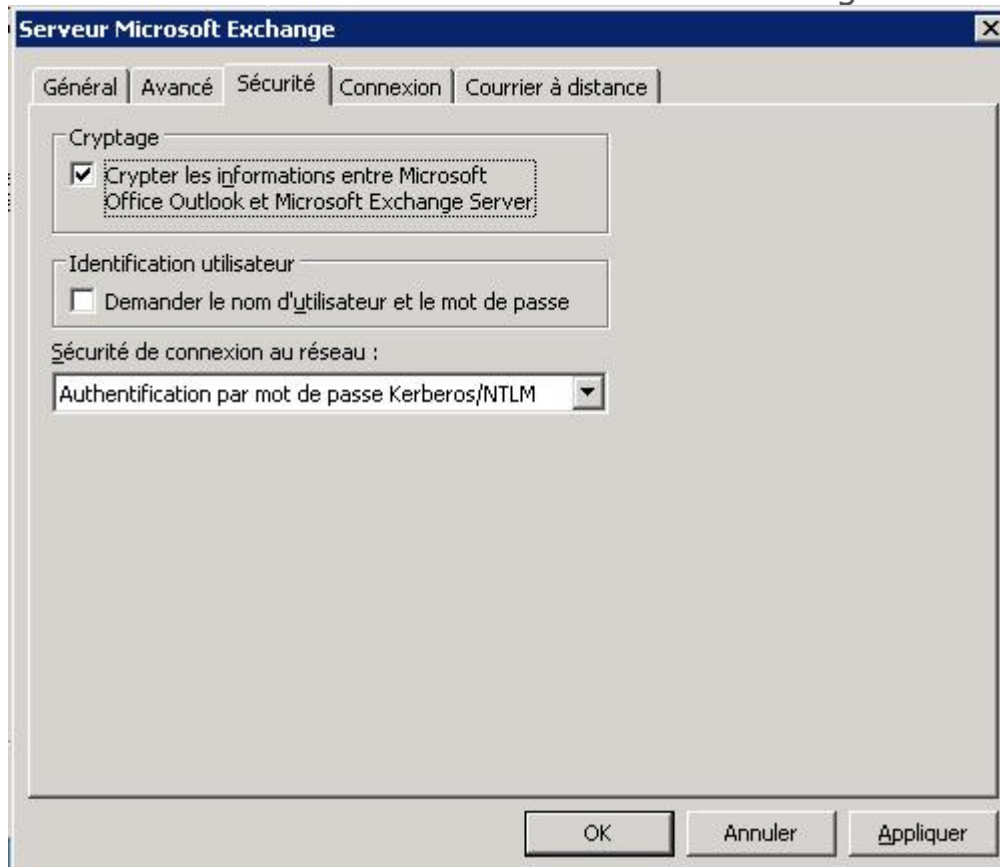 Serveur Microsoft Exchange
Général Avancé Sécurité Connexion Courrier à distance
Cryptage
Crypter les informations entre Microsoft
Office Outlook et Microsoft Exchange Server
Identification utilisateur
Demander le nom d'utilisateur et le mot de passe
Sécurité de connexion au réseau :
Authentification par mot de passe Kerberos/NTLM
OK Annuler Appliquer